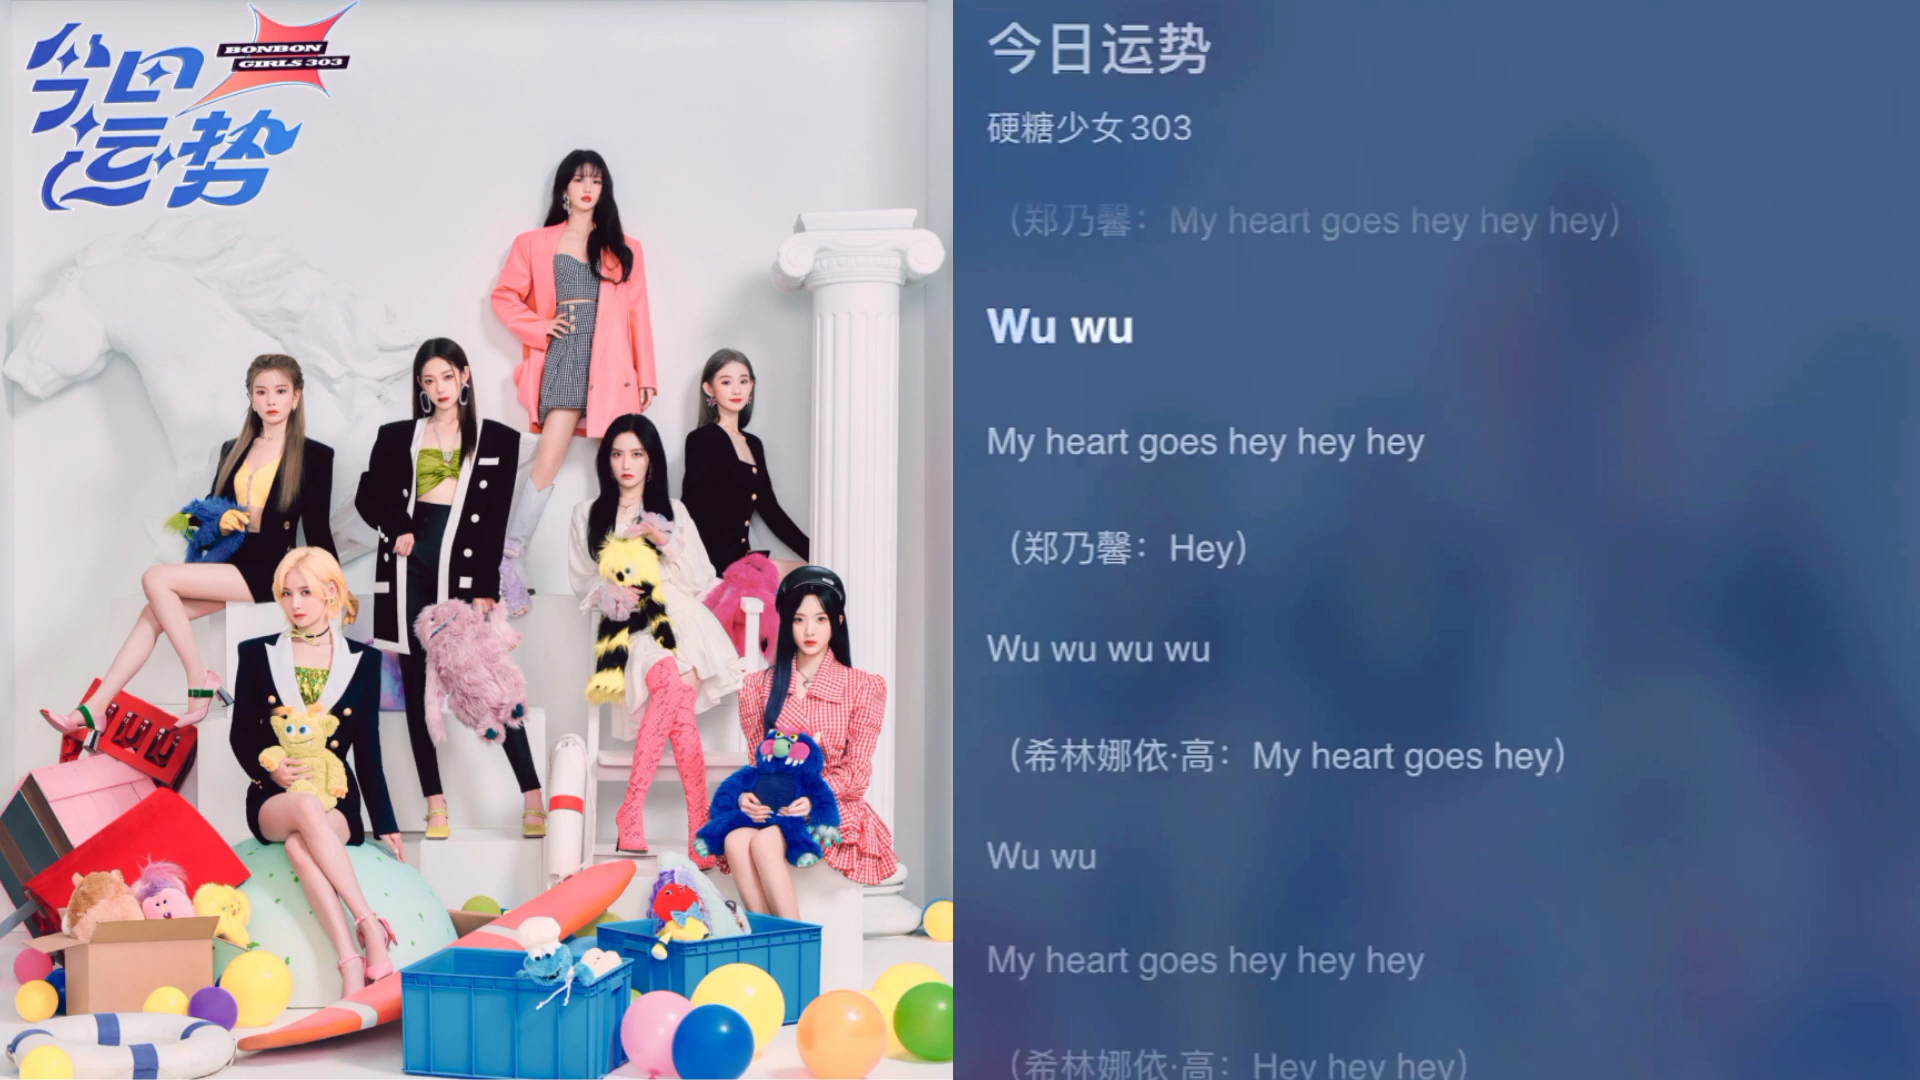 今日
运势
BONBON
GIRLS 303
今日运势
硬糖少女303
（郑乃馨：My heart goes hey hey hey）
Wu wu
My heart goes hey hey hey
（郑乃馨：Hey）
Wu wu wu wu
（希林娜依·高：My heart goes hey）
Wu wu
My heart goes hey hey hey
（希林娜依·高：Hey hey hey）